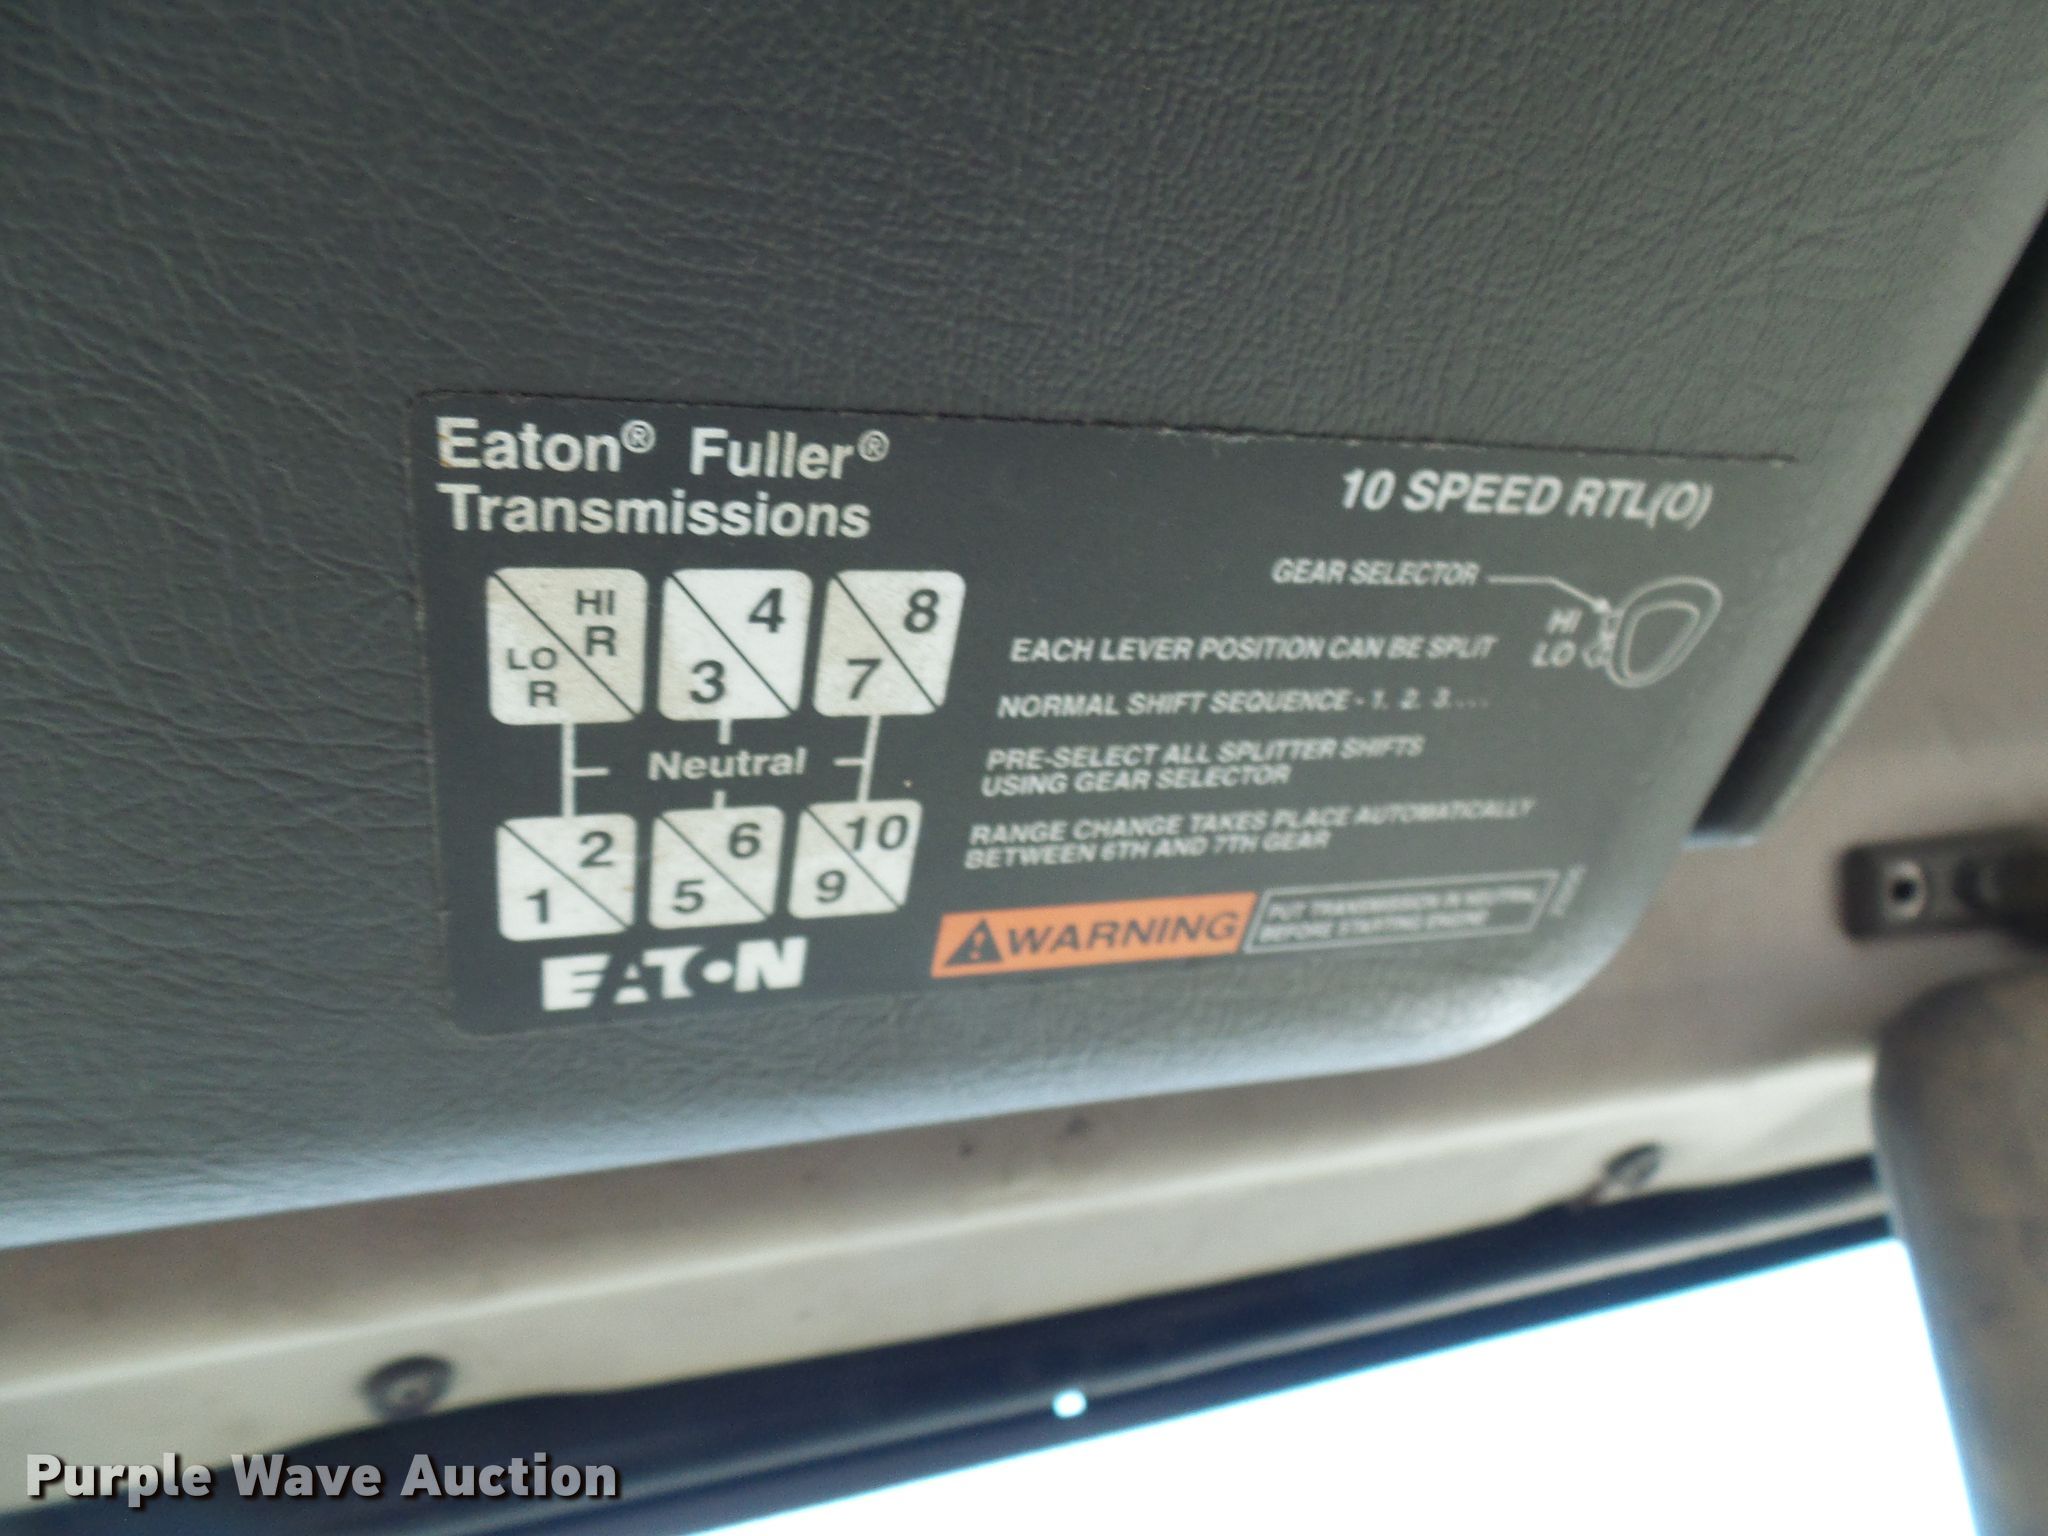 Eaton® Fuller®
Transmissions
10 SPEED RTL(O)
HI
R
LO
R
4
3
8
7
Neutral
2
1
6
5
10
9
EATON
GEAR SELECTOR
HI
LO
EACH LEVER POSITION CAN BE SPLIT
NORMAL SHIFT SEQUENCE - 1, 2, 3....
PRE-SELECT ALL SPLITTER SHIFTS
USING GEAR SELECTOR
RANGE CHANGE TAKES PLACE AUTOMATICALLY
BETWEEN 6TH AND 7TH GEAR
WARNING
PUT TRANSMISSION IN NEUTRAL
BEFORE STARTING ENGINE
Purple Wave Auction